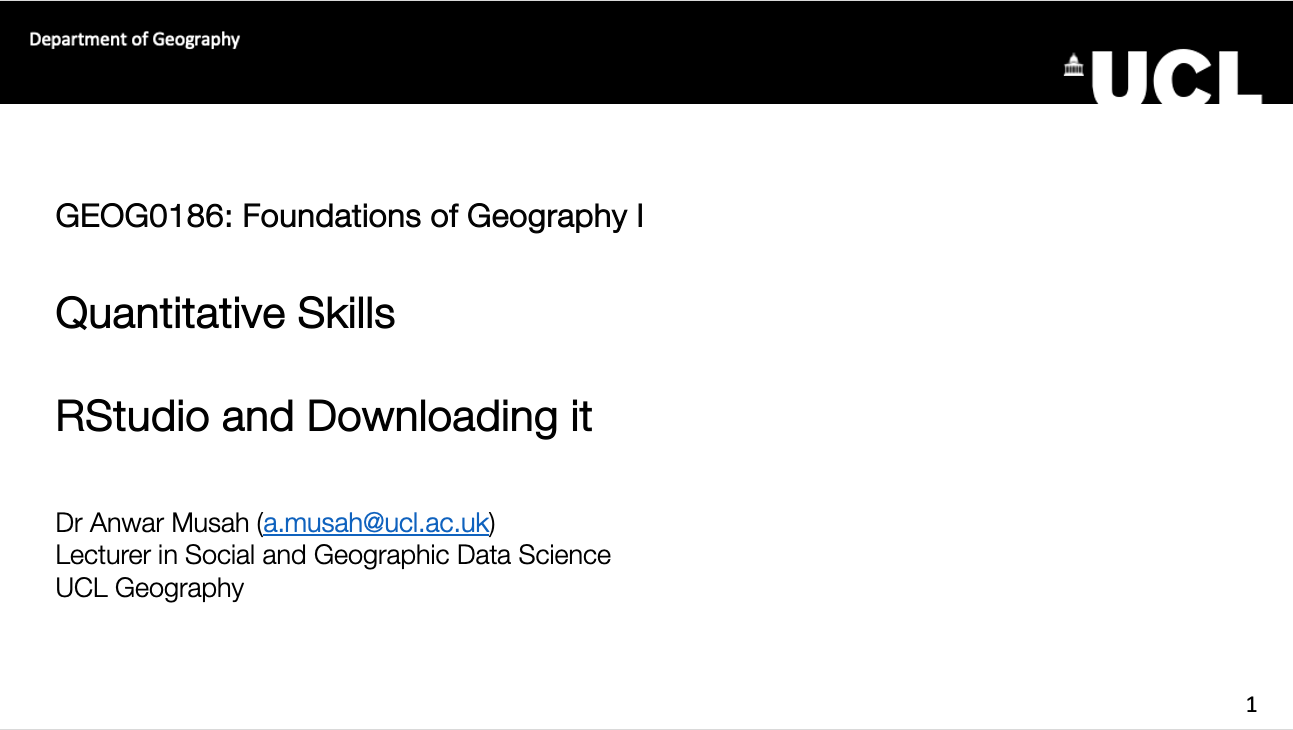 Department of Geography
UCL
GEOG0186: Foundations of Geography I
Quantitative Skills
RStudio and Downloading it
Dr Anwar Musah (a.musah@ucl.ac.uk)
Lecturer in Social and Geographic Data Science
UCL Geography
1